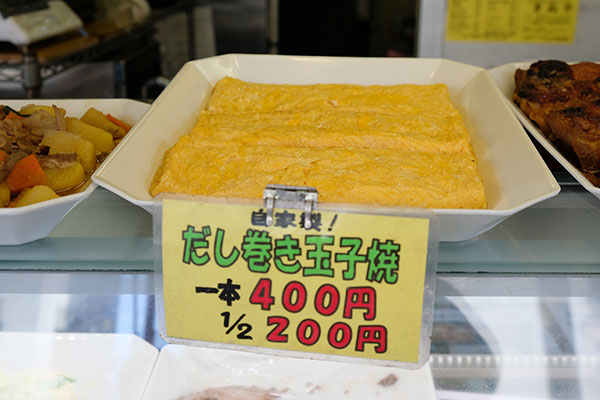 自家製!
だし巻き玉子焼
一本 400円
1/2 200円